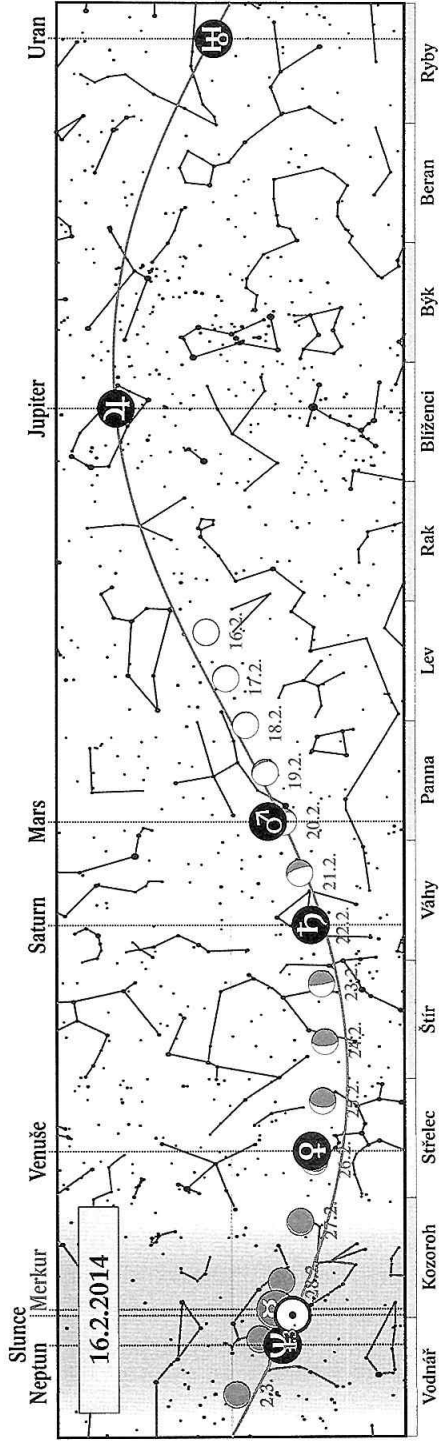 Slunce
Neptun Merkur Venuše Saturn Mars Jupiter Uran
16.2.2014
2.3. 28.2. 27.2. 26.2. 25.2. 24.2. 23.2. 22.2. 21.2. 20.2. 19.2. 18.2. 17.2. 16.2.
Vodnář Kozoroh Střelec Štír Váhy Panna Lev Rak Blíženci Býk Beran Ryby